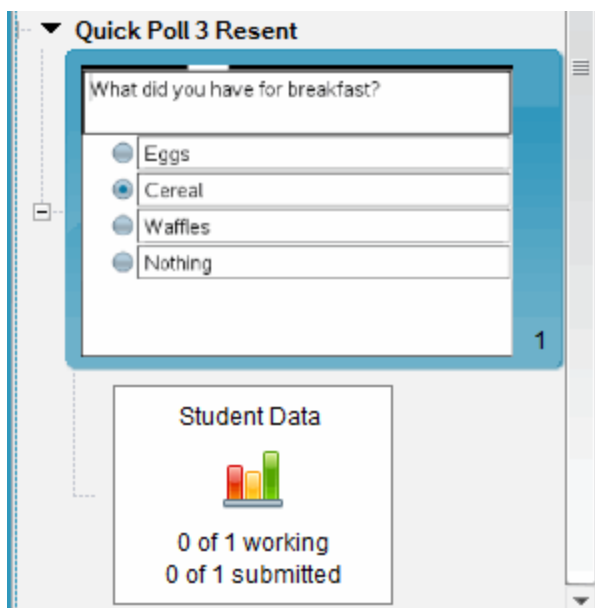 Quick Poll 3 Resent
What did you have for breakfast?
Eggs
Cereal
Waffles
Nothing
1
Student Data
0 of 1 working
0 of 1 submitted